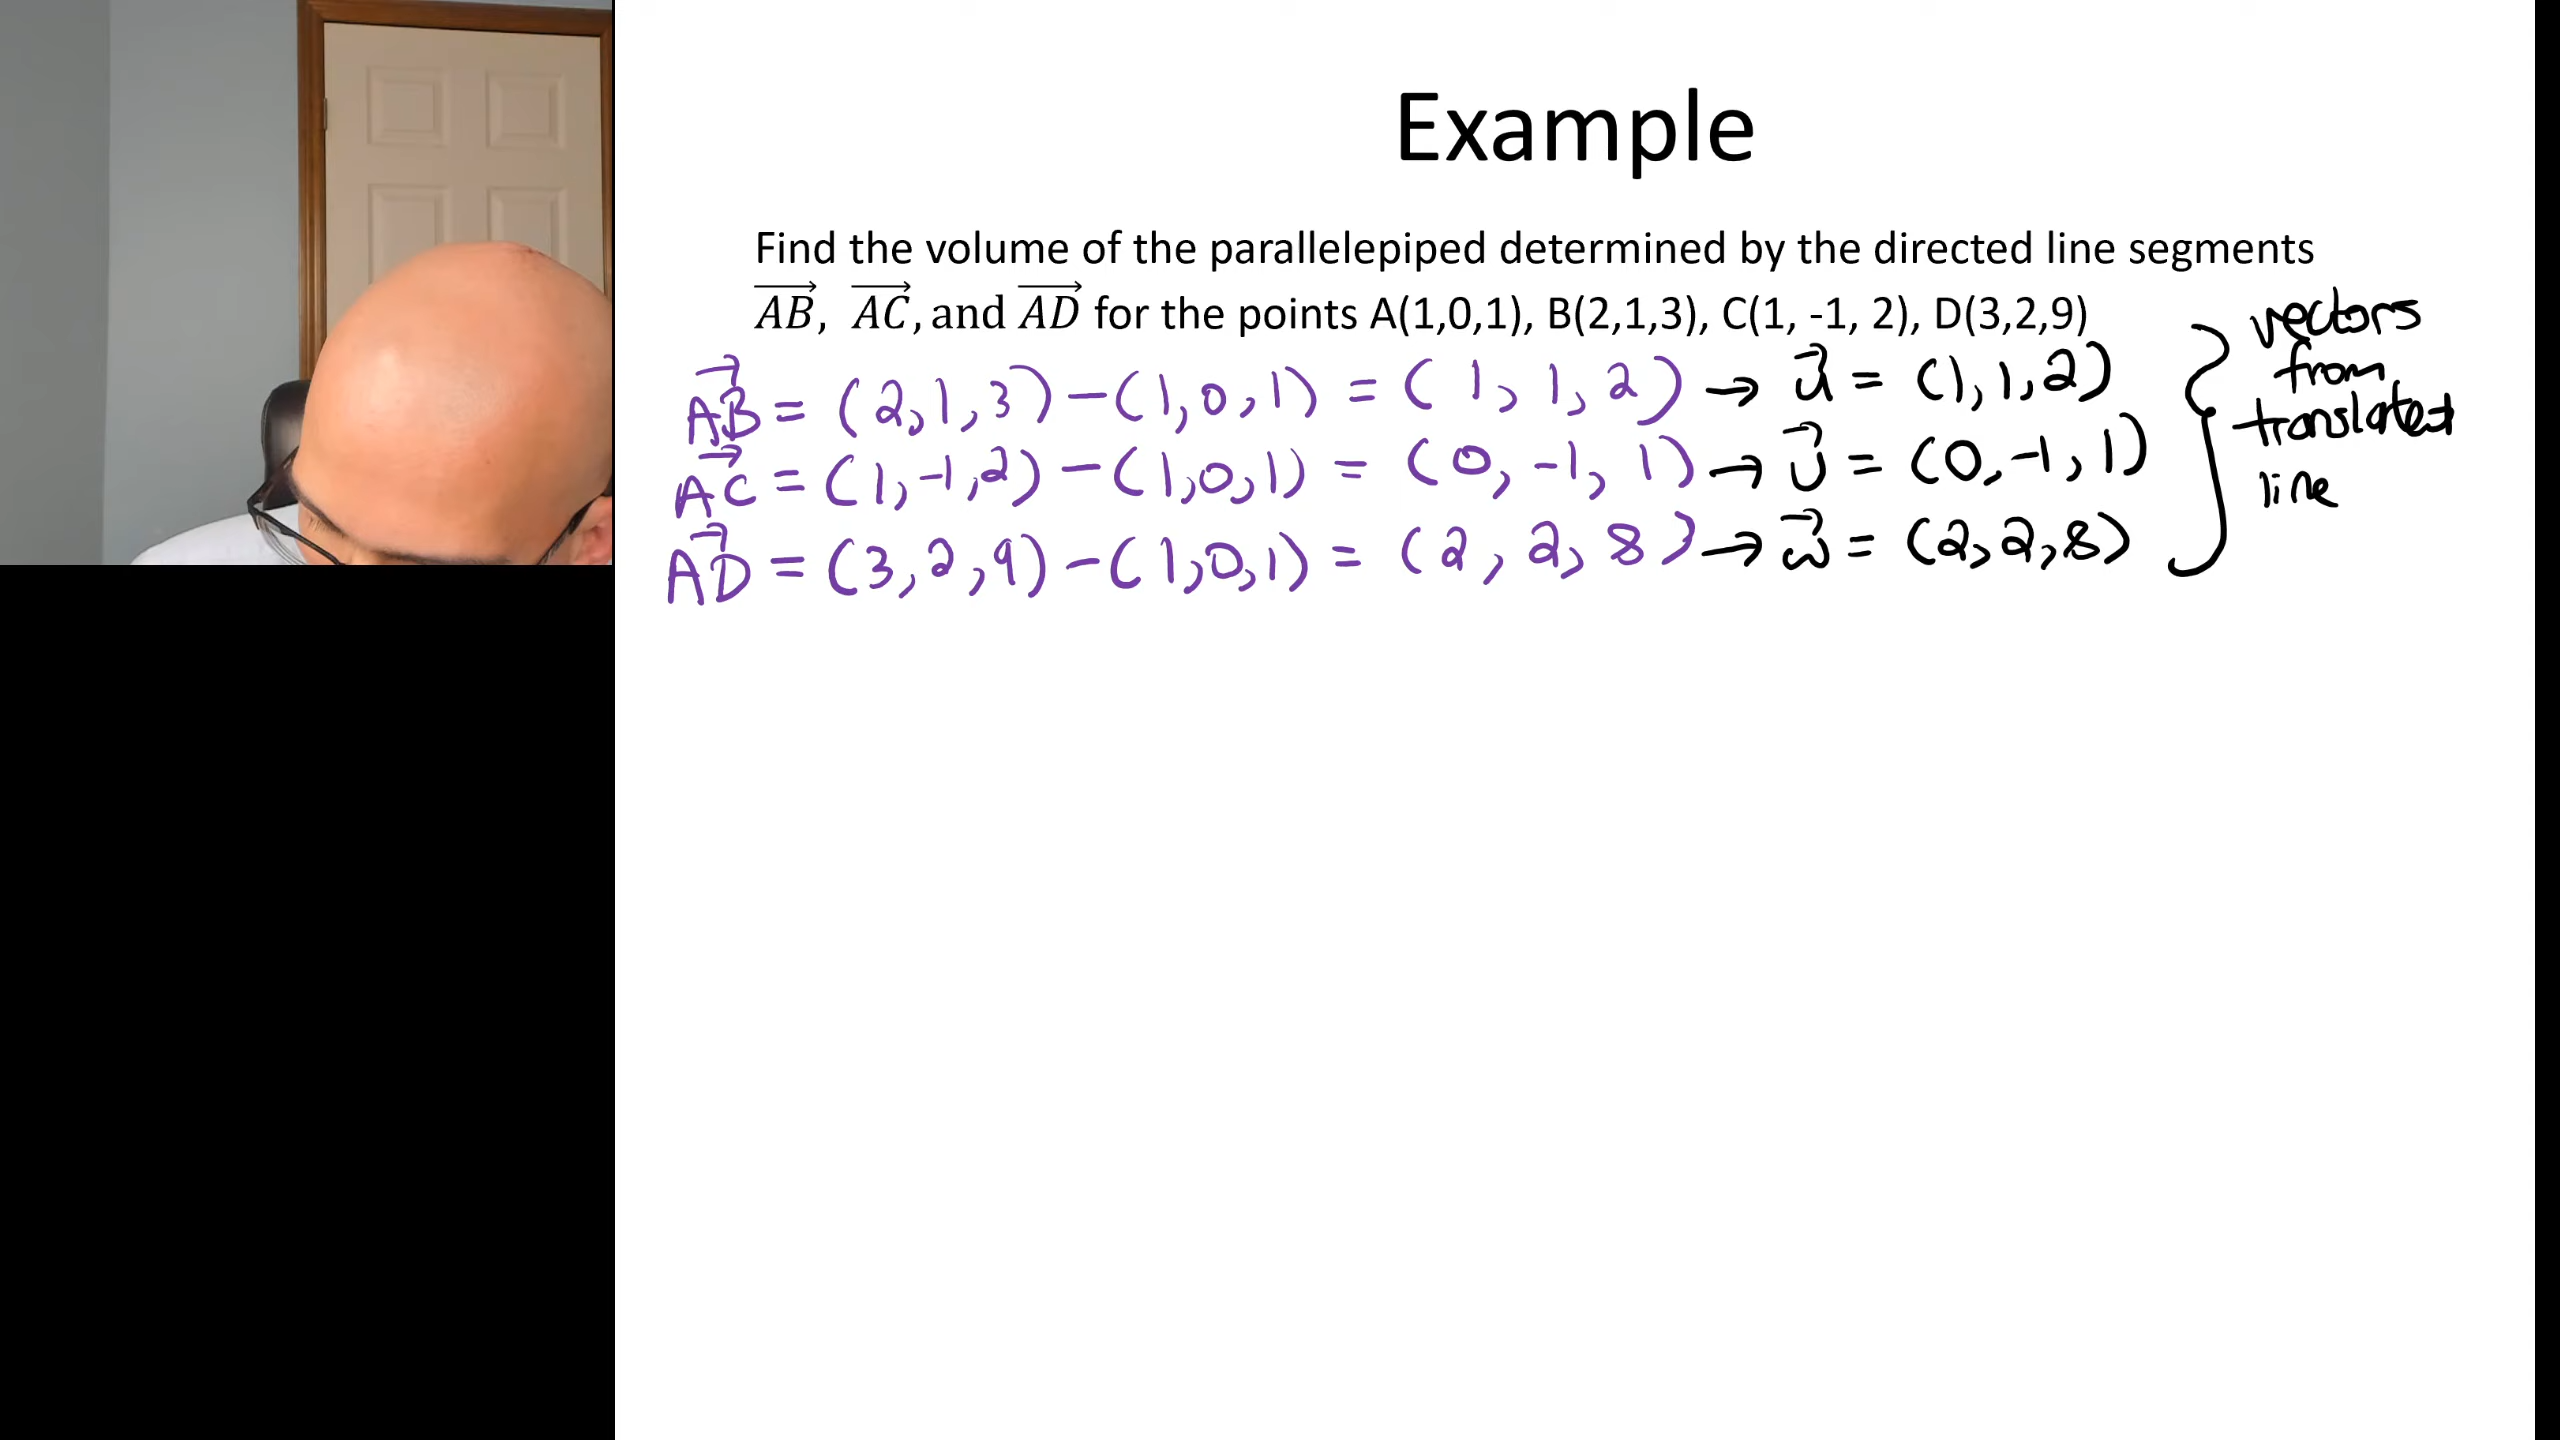 Example
Find the volume of the parallelepiped determined by the directed line segments
AB, AC, and AD for the points A(1,0,1), B(2,1,3), C(1, -1, 2), D(3,2,9)
AB = (2,1,3) - (1,0,1) = (1, 1, 2) → u = (1,1,2)
AC = (1,-1,2) - (1,0,1) = (0, -1, 1) → v = (0,-1,1)
AD = (3,2,9) - (1,0,1) = (2, 2, 8) → w = (2,2,8)
vectors
from
translated
line